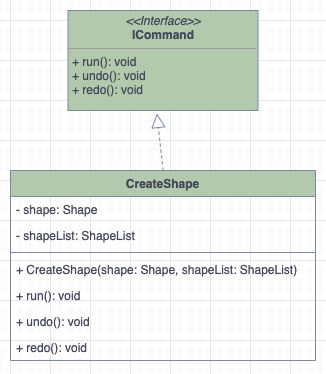 <<Interface>>
ICommand
+ run(): void
+ undo(): void
+ redo(): void
CreateShape
- shape: Shape
- shapeList: ShapeList
+ CreateShape(shape: Shape, shapeList: ShapeList)
+ run(): void
+ undo(): void
+ redo(): void